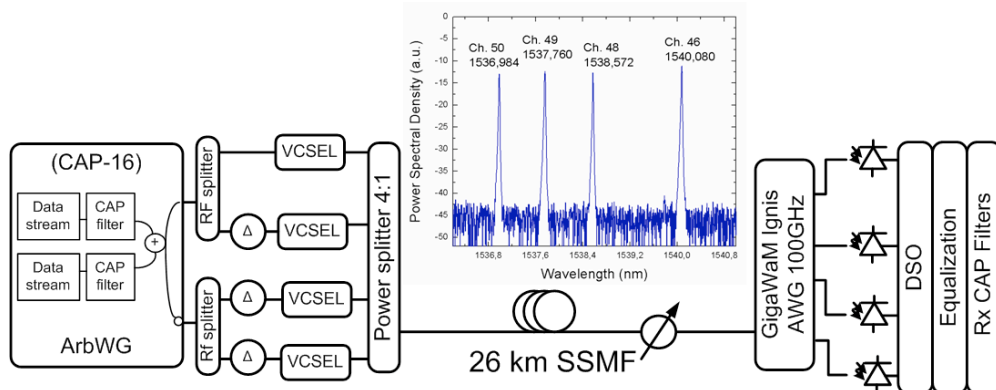 (CAP-16)
Data
stream
CAP
filter
+
Data
stream
CAP
filter
ArbWG
RF splitter
Rf splitter
Δ
Δ
Δ
VCSEL
VCSEL
VCSEL
VCSEL
Power splitter 4:1
Power Spectral Density (a.u.)
0
-5
-10
-15
-20
-25
-30
-35
-40
-45
-50
Ch. 50
1536,984
Ch. 49
1537,760
Ch. 48
1538,572
Ch. 46
1540,080
1536,8
1537,6
1538,4
1539,2
1540,0
1540,8
Wavelength (nm)
26 km SSMF
GigaWaM Ignis
AWG 100GHz
DSO
Equalization
Rx CAP Filters